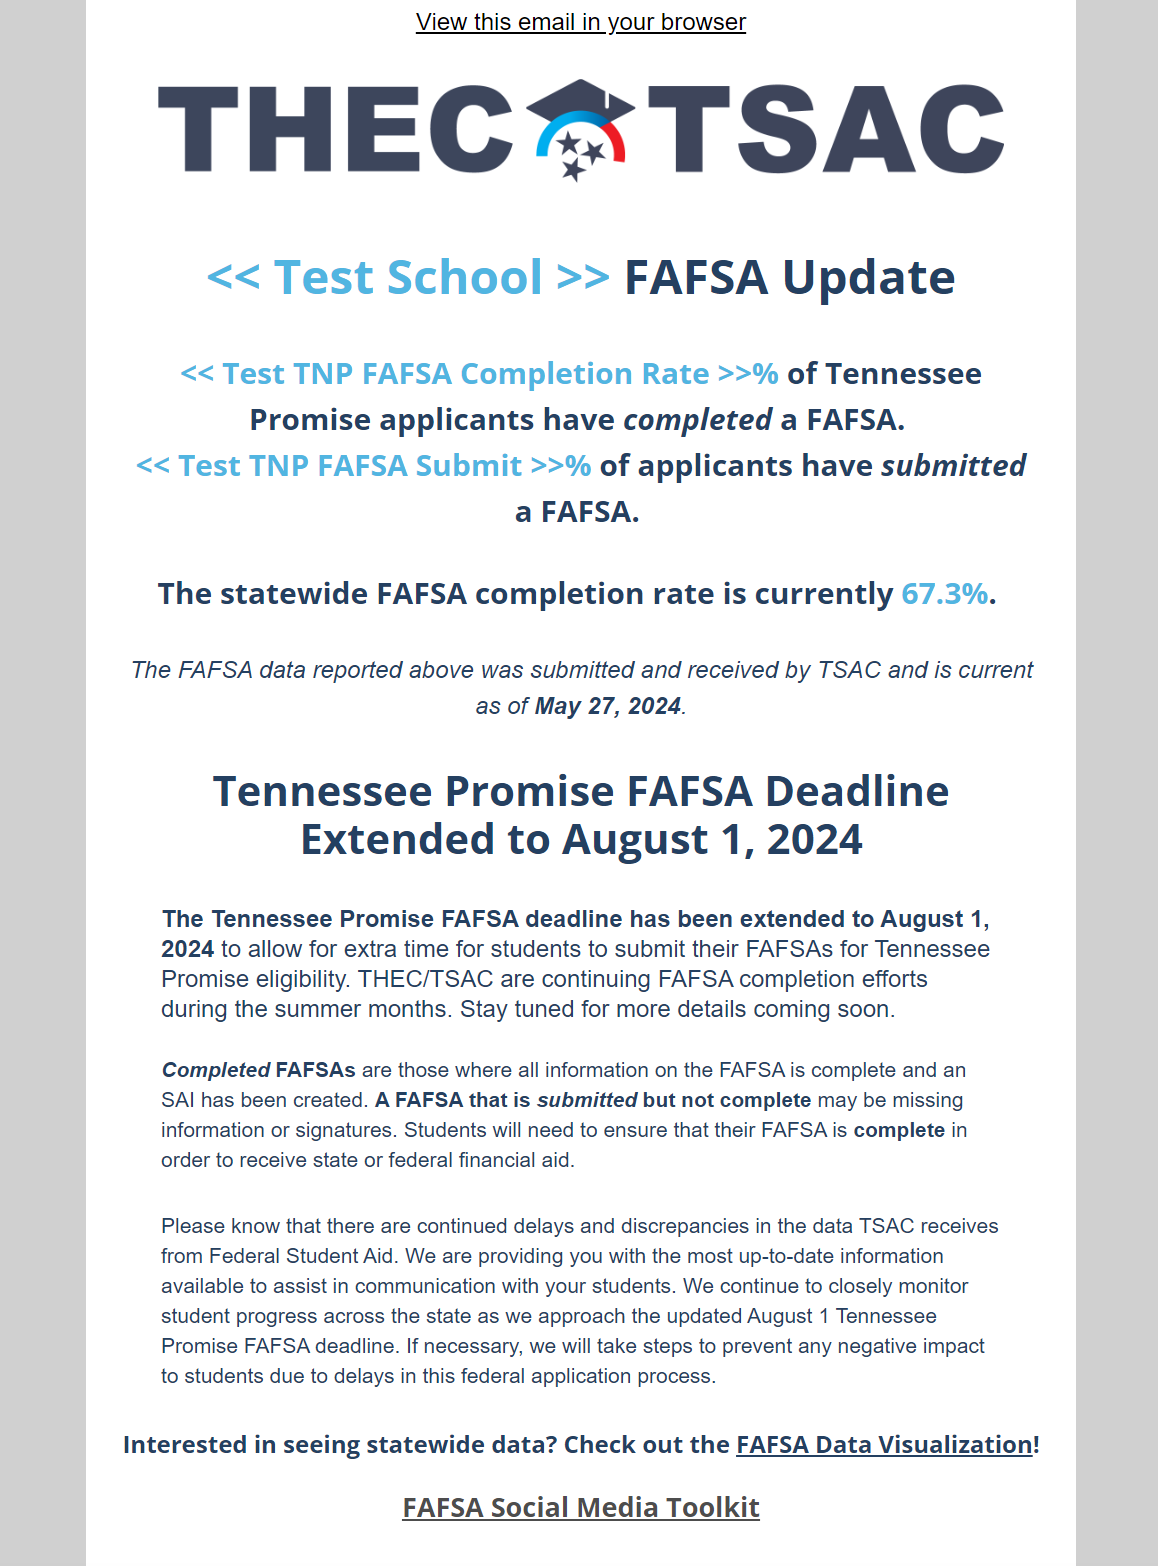 View this email in your browser
THEC TSAC
<< Test School >> FAFSA Update
<< Test TNP FAFSA Completion Rate >>% of Tennessee
Promise applicants have completed a FAFSA.
<< Test TNP FAFSA Submit >>% of applicants have submitted
a FAFSA.
The statewide FAFSA completion rate is currently 67.3%.
The FAFSA data reported above was submitted and received by TSAC and is current
as of May 27, 2024.
Tennessee Promise FAFSA Deadline
Extended to August 1, 2024
The Tennessee Promise FAFSA deadline has been extended to August 1,
2024 to allow for extra time for students to submit their FAFSAs for Tennessee
Promise eligibility. THEC/TSAC are continuing FAFSA completion efforts
during the summer months. Stay tuned for more details coming soon.
Completed FAFSAs are those where all information on the FAFSA is complete and an
SAI has been created. A FAFSA that is submitted but not complete may be missing
information or signatures. Students will need to ensure that their FAFSA is complete in
order to receive state or federal financial aid.
Please know that there are continued delays and discrepancies in the data TSAC receives
from Federal Student Aid. We are providing you with the most up-to-date information
available to assist in communication with your students. We continue to closely monitor
student progress across the state as we approach the updated August 1 Tennessee
Promise FAFSA deadline. If necessary, we will take steps to prevent any negative impact
to students due to delays in this federal application process.
Interested in seeing statewide data? Check out the FAFSA Data Visualization!
FAFSA Social Media Toolkit